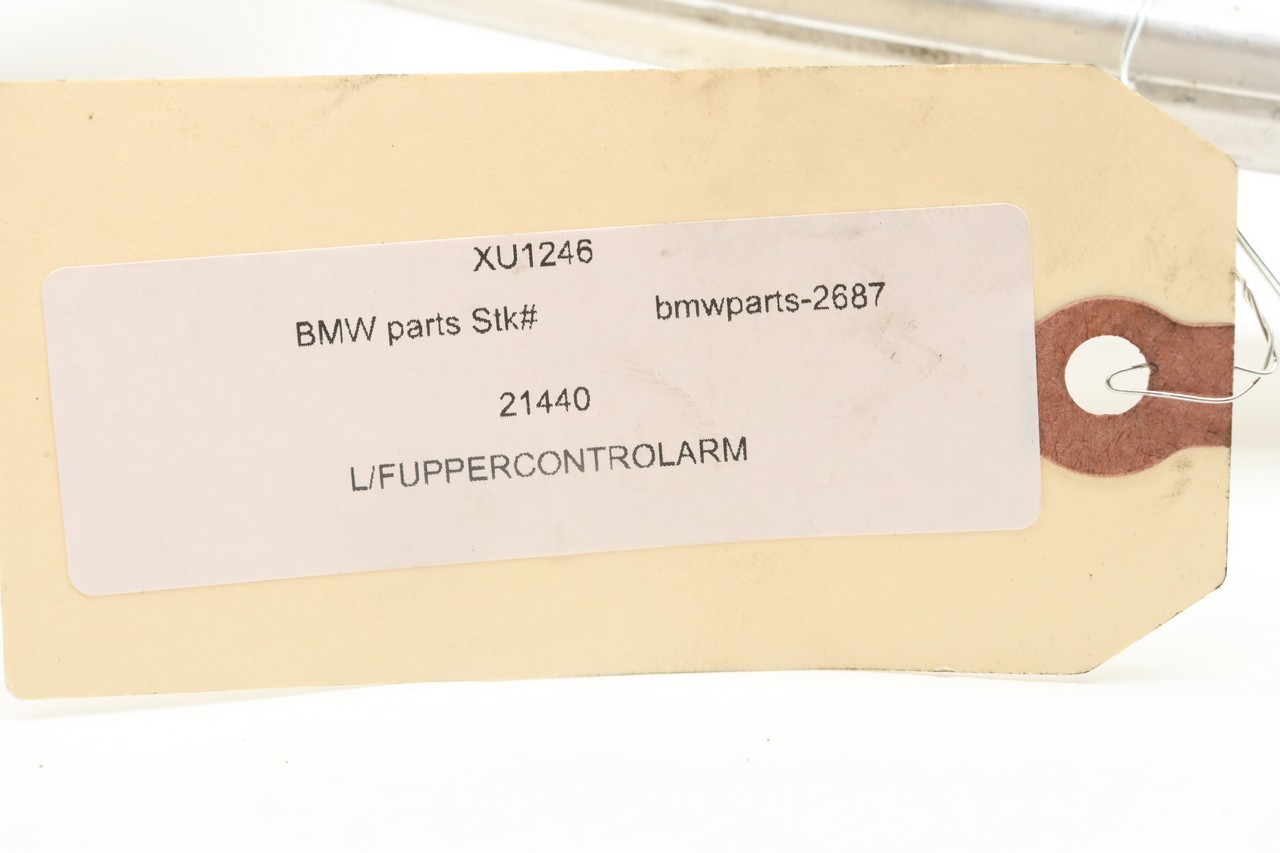 XU1246
BMW parts Stk# bmwparts-2687
21440
L/FUPPERCONTROLARM